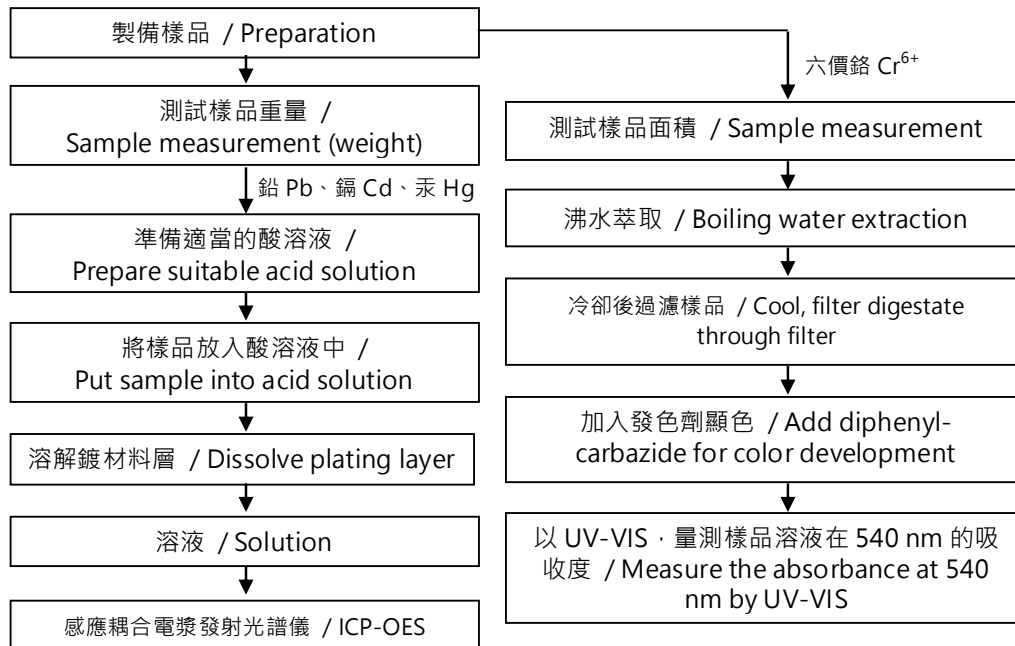 製備樣品 / Preparation
六價鉻 Cr⁶⁺
測試樣品重量 /
Sample measurement (weight)
鉛 Pb、鎘 Cd、汞 Hg
準備適當的酸溶液 /
Prepare suitable acid solution
將樣品放入酸溶液中 /
Put sample into acid solution
溶解鍍材料層 / Dissolve plating layer
溶液 / Solution
感應耦合電漿發射光譜儀 / ICP-OES
測試樣品面積 / Sample measurement
沸水萃取 / Boiling water extraction
冷卻後過濾樣品 / Cool, filter digestate
through filter
加入發色劑顯色 / Add diphenyl-
carbazide for color development
以 UV-VIS，量測樣品溶液在 540 nm 的吸
收度 / Measure the absorbance at 540
nm by UV-VIS